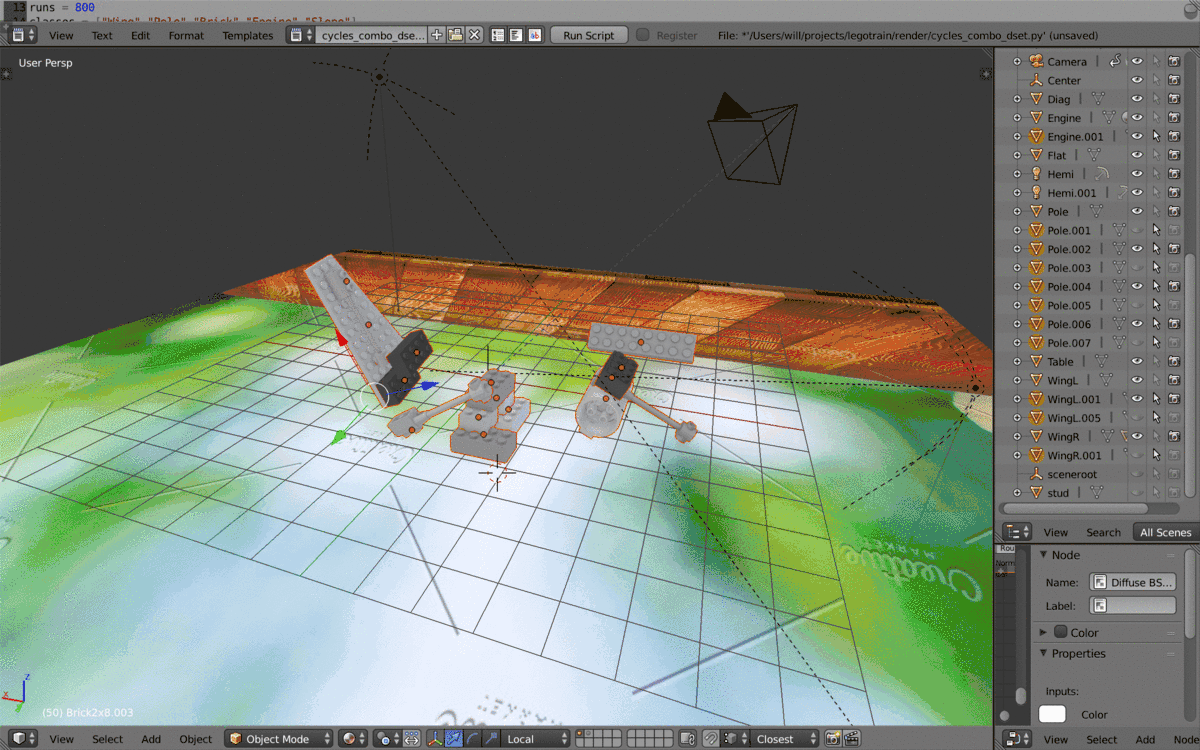 13 runs = 800
classes = ["Wing" "Pole" "Brick" "Engine" "Slope"]
View Text Edit Format Templates cycles_combo_dse... Run Script Register File: *'/Users/will/projects/legotrain/render/cycles_combo_dset.py' (unsaved)
User Persp
Camera
Center
Diag
Engine
Engine.001
Flat
Hemi
Hemi.001
Pole
Pole.001
Pole.002
Pole.003
Pole.004
Pole.005
Pole.006
Pole.007
Table
WingL
WingL.001
WingL.005
WingR
WingR.001
sceneroot
stud
View Search All Scenes
Node
Name: Diffuse BS...
Label:
Color
Properties
Inputs:
Color
Creative
MARKET
z
x
(50) Brick2x8.003
View Select Add Object Object Mode Local Closest
View Select Add Node